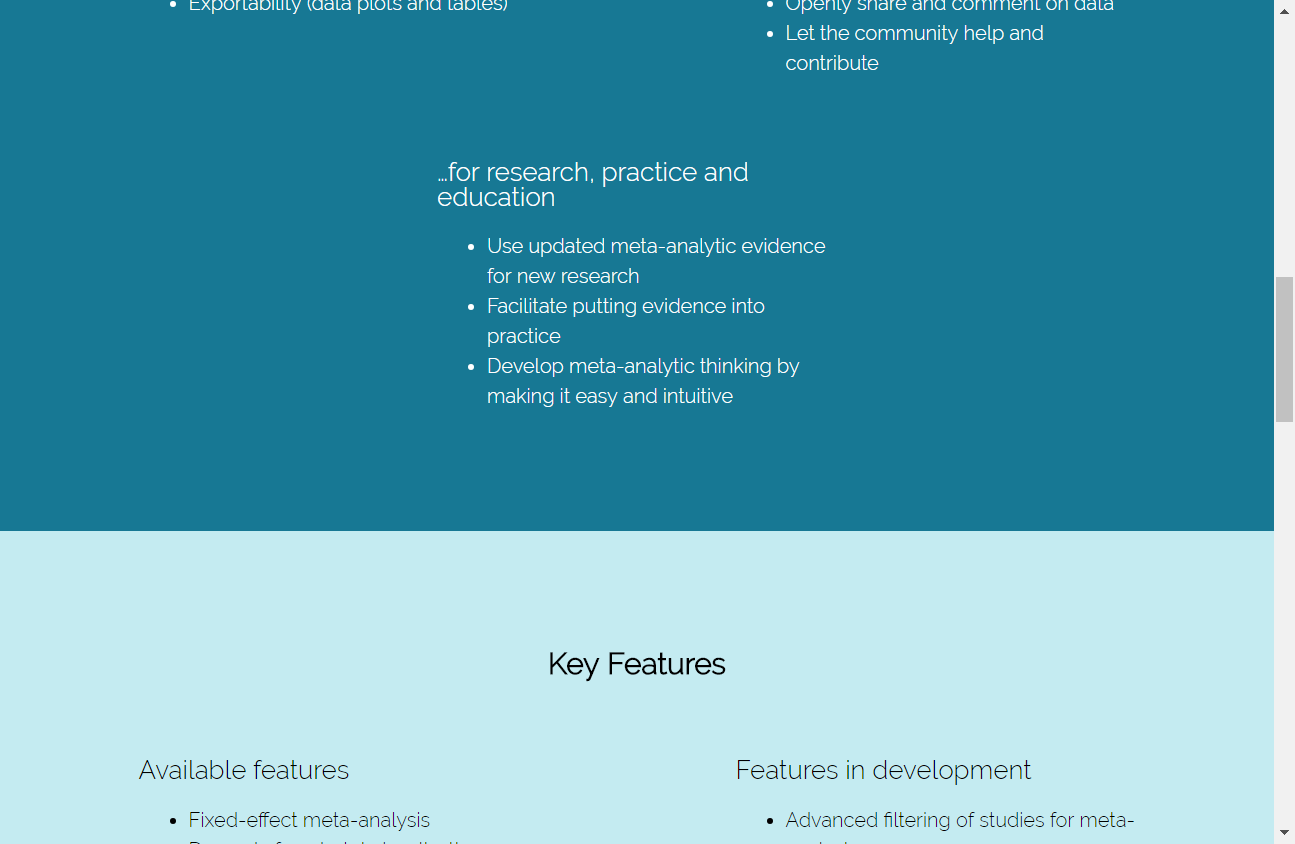 Exportability (data plots and tables)
Openly share and comment on data
Let the community help and
contribute
...for research, practice and
education
Use updated meta-analytic evidence
for new research
Facilitate putting evidence into
practice
Develop meta-analytic thinking by
making it easy and intuitive
Key Features
Available features
Fixed-effect meta-analysis
Features in development
Advanced filtering of studies for meta-